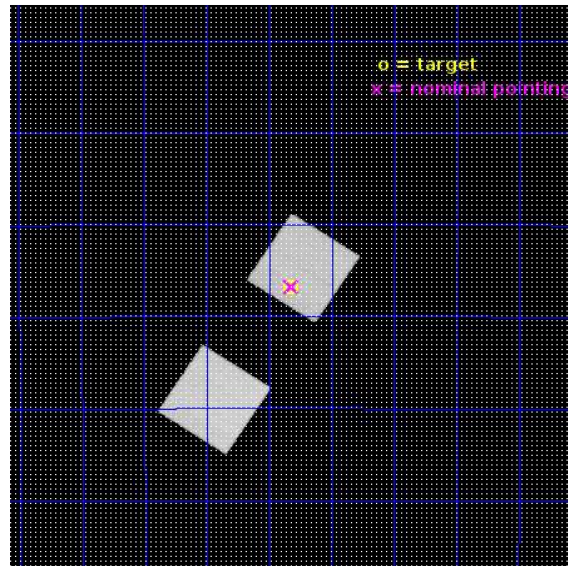 o = target
x = nominal pointing